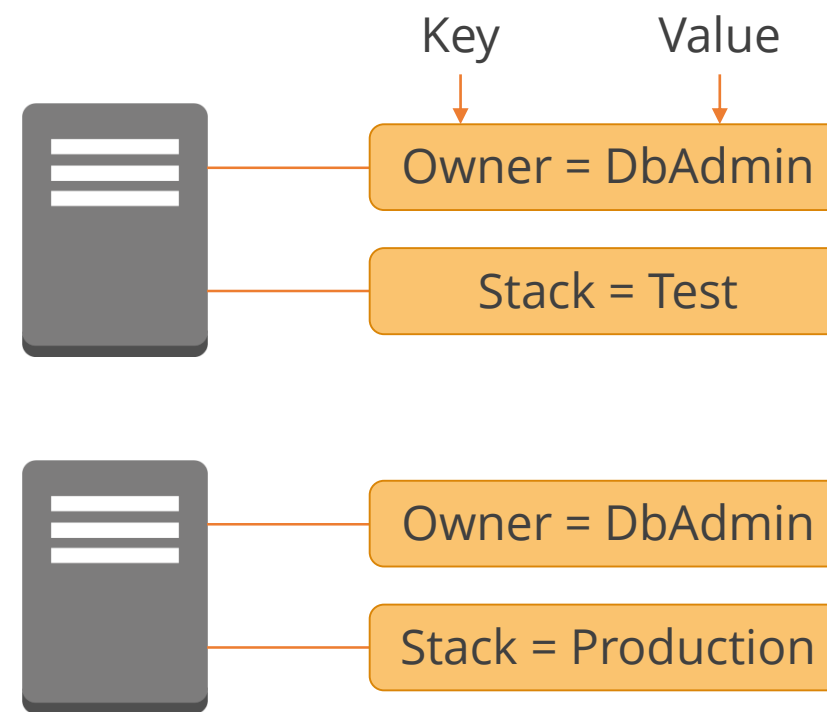 Key Value
Owner = DbAdmin
Stack = Test
Owner = DbAdmin
Stack = Production